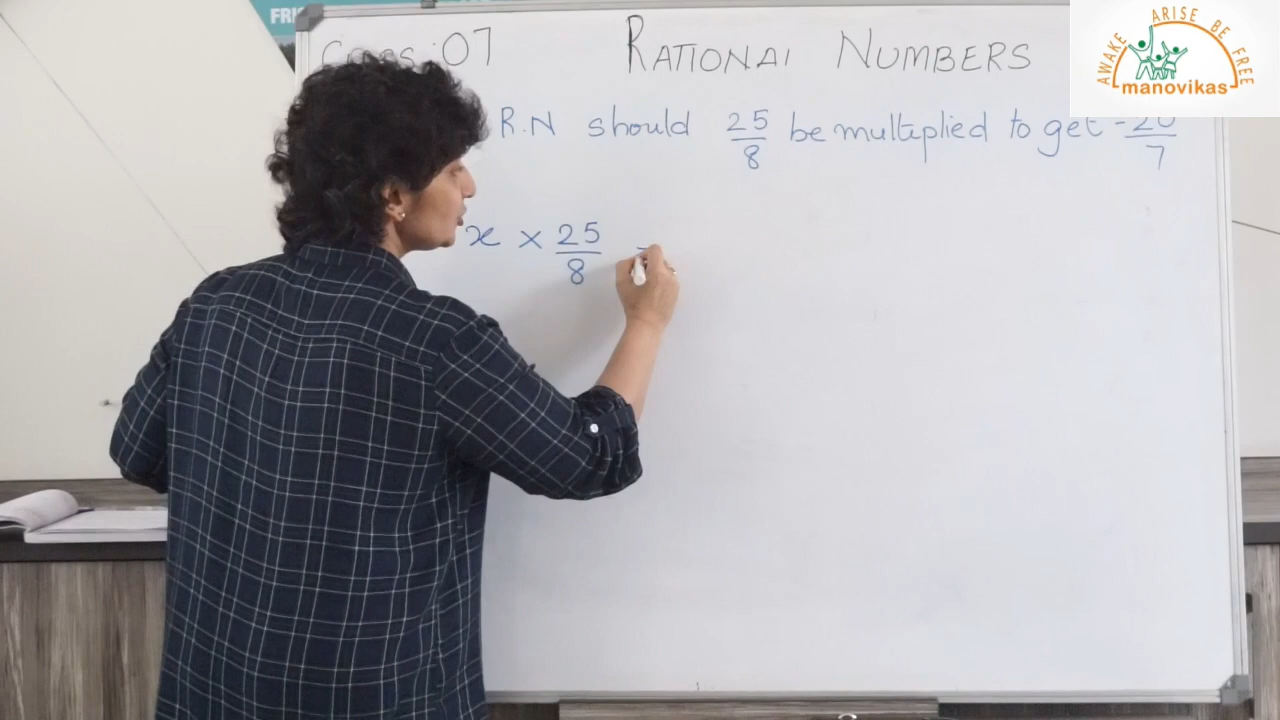 FRI
Class: 07 RATIONAL NUMBERS
R.N should 25/8 be multiplied to get -20/7
x × 25/8 =
AWAKE ARISE BE FREE
manovikas